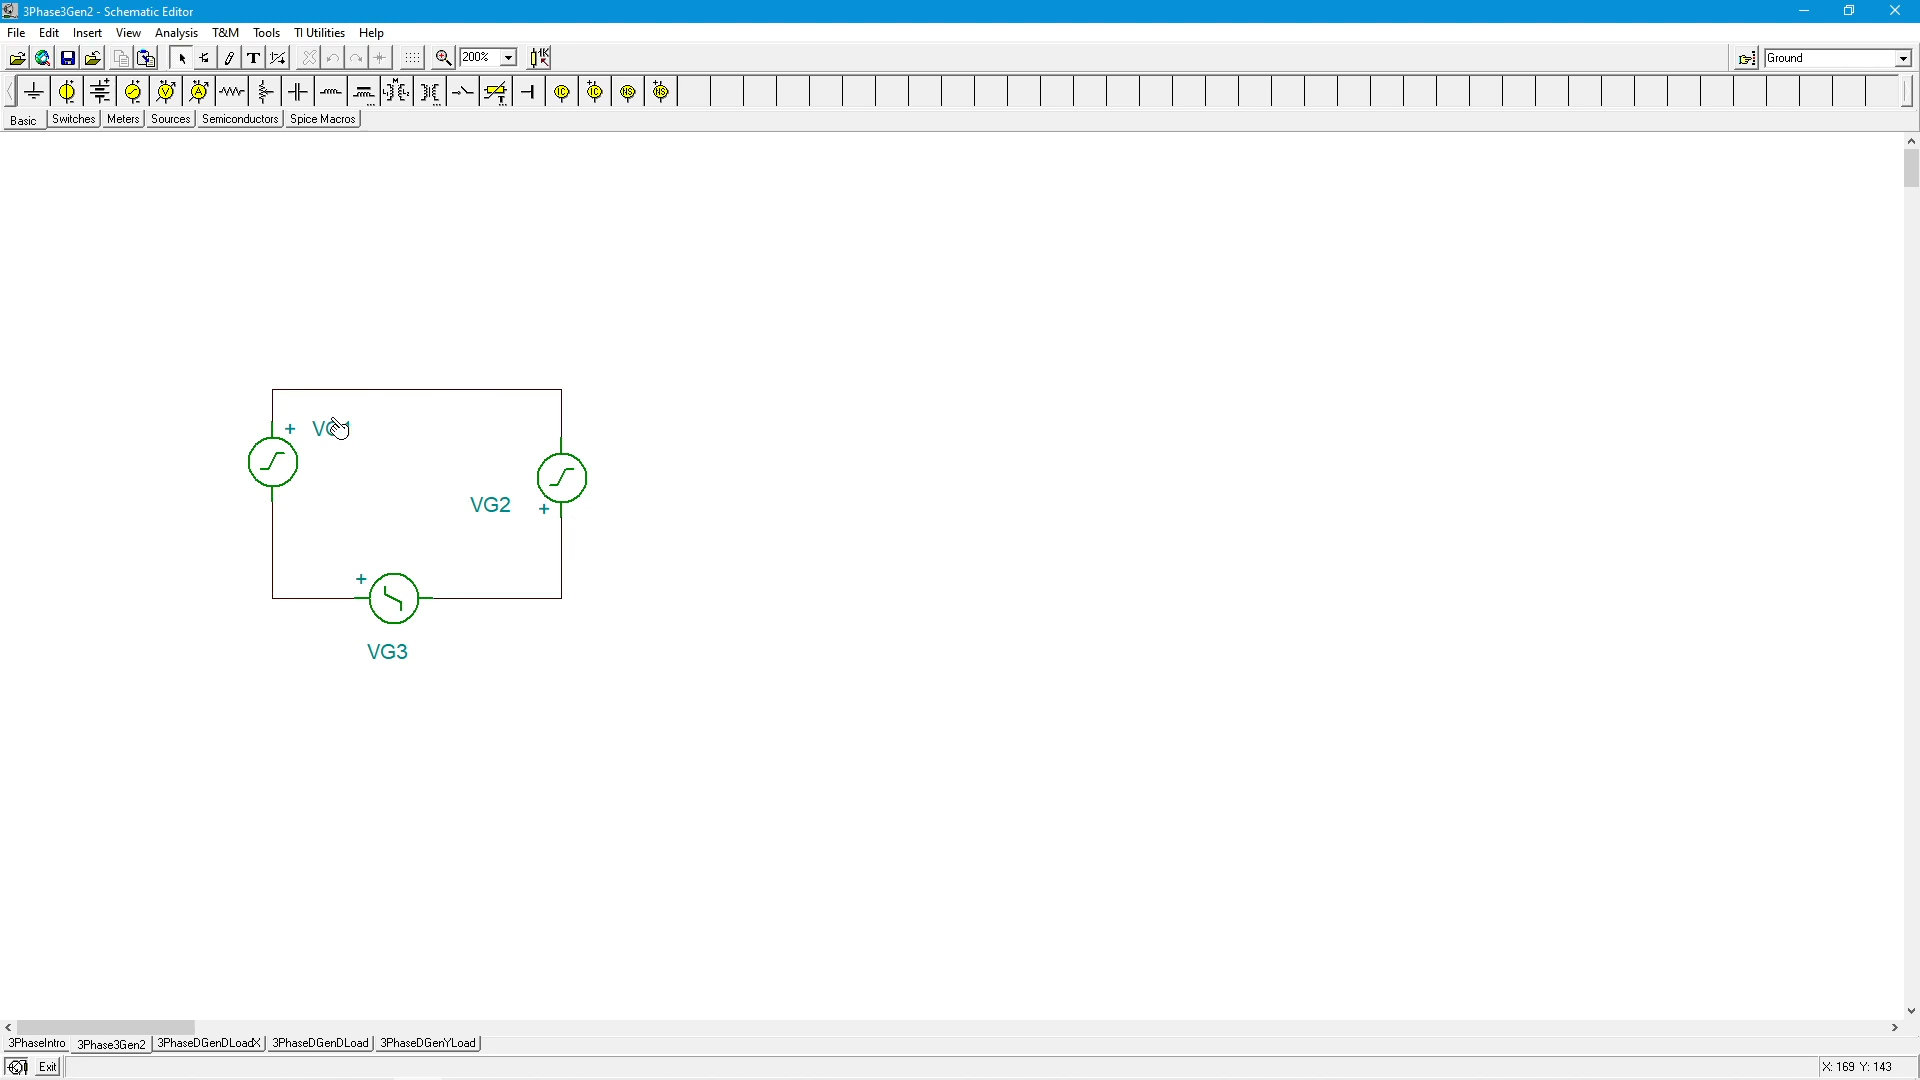 3Phase3Gen2 - Schematic Editor
File Edit Insert View Analysis T&M Tools TI Utilities Help
200%
Ground
Basic Switches Meters Sources Semiconductors Spice Macros
+
+ 
VG2 +
+
VG3
3PhaseIntro 3Phase3Gen2 3PhaseDGenDLoadX 3PhaseDGenDLoad 3PhaseDGenYLoad
Exit
X: 169 Y: 143